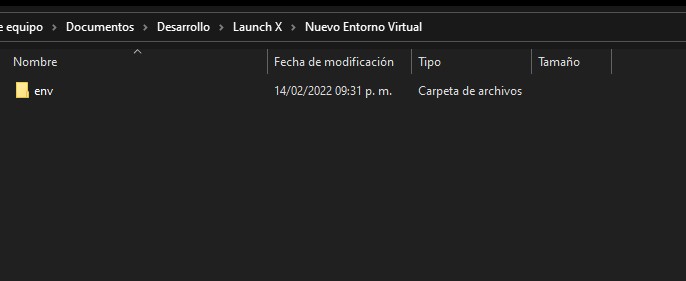 e equipo > Documentos > Desarrollo > Launch X > Nuevo Entorno Virtual
Nombre Fecha de modificación Tipo Tamaño
env 14/02/2022 09:31 p. m. Carpeta de archivos